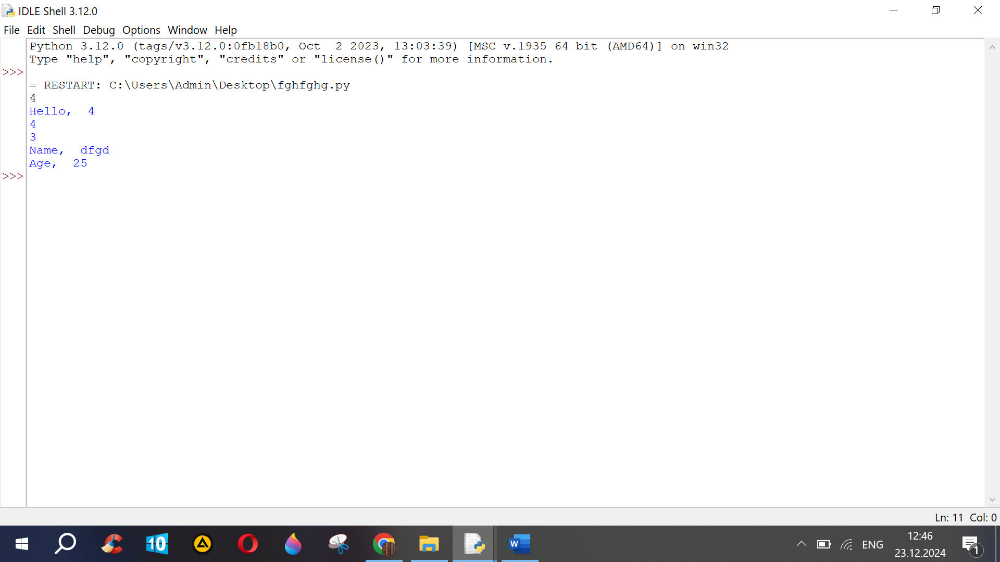 IDLE Shell 3.12.0
File Edit Shell Debug Options Window Help
Python 3.12.0 (tags/v3.12.0:0fb18b0, Oct  2 2023, 13:03:39) [MSC v.1935 64 bit (AMD64)] on win32
Type "help", "copyright", "credits" or "license()" for more information.
>>>
= RESTART: C:\Users\Admin\Desktop\fghfghg.py
4
Hello,  4
4
3
Name,  dfgd
Age,  25
>>>
Ln: 11 Col: 0
10
W
ENG
12:46
23.12.2024
1